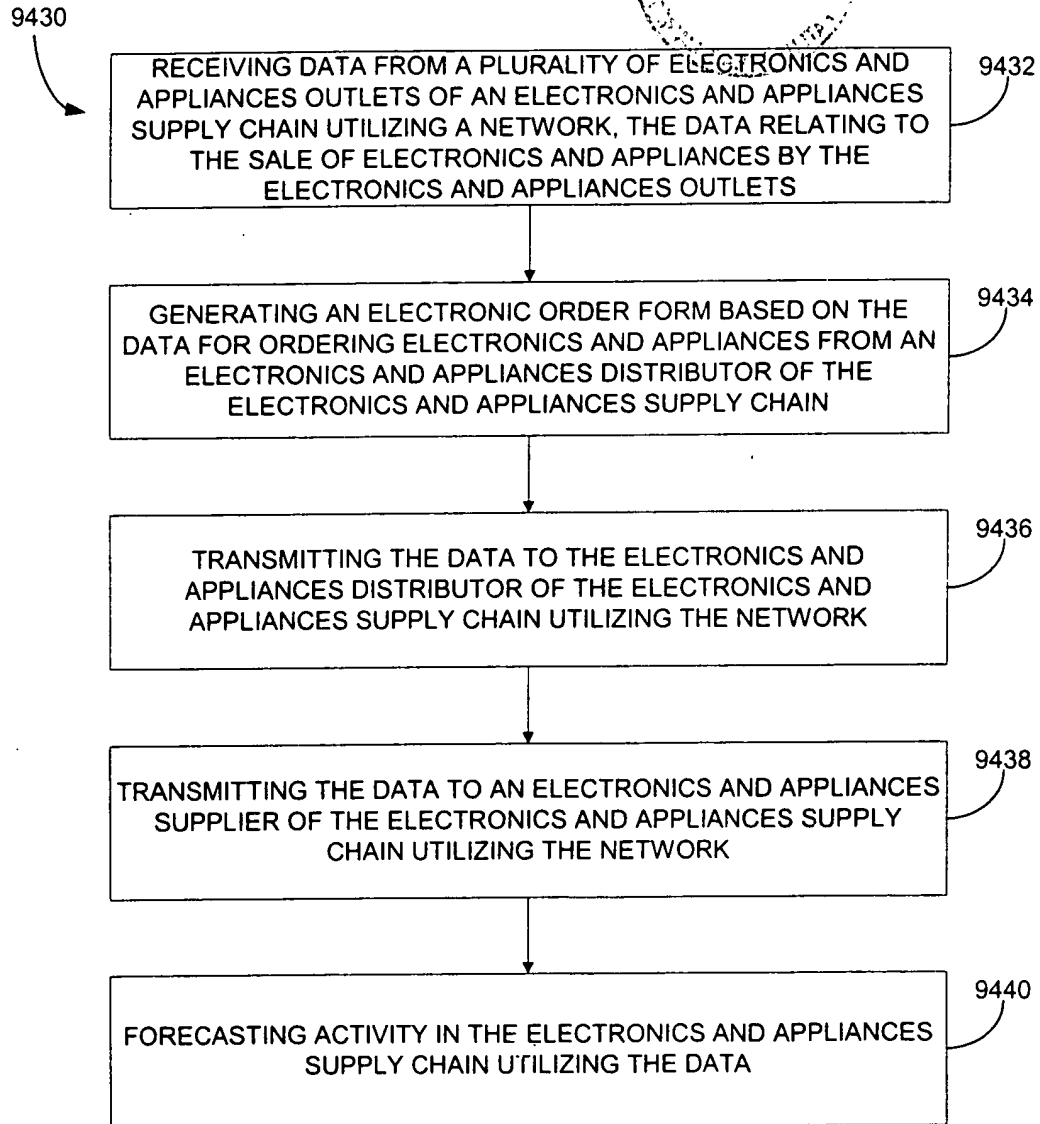 9430
RECEIVING DATA FROM A PLURALITY OF ELECTRONICS AND
APPLIANCES OUTLETS OF AN ELECTRONICS AND APPLIANCES
SUPPLY CHAIN UTILIZING A NETWORK, THE DATA RELATING TO
THE SALE OF ELECTRONICS AND APPLIANCES BY THE
ELECTRONICS AND APPLIANCES OUTLETS
9432
GENERATING AN ELECTRONIC ORDER FORM BASED ON THE
DATA FOR ORDERING ELECTRONICS AND APPLIANCES FROM AN
ELECTRONICS AND APPLIANCES DISTRIBUTOR OF THE
ELECTRONICS AND APPLIANCES SUPPLY CHAIN
9434
TRANSMITTING THE DATA TO THE ELECTRONICS AND
APPLIANCES DISTRIBUTOR OF THE ELECTRONICS AND
APPLIANCES SUPPLY CHAIN UTILIZING THE NETWORK
9436
TRANSMITTING THE DATA TO AN ELECTRONICS AND APPLIANCES
SUPPLIER OF THE ELECTRONICS AND APPLIANCES SUPPLY
CHAIN UTILIZING THE NETWORK
9438
FORECASTING ACTIVITY IN THE ELECTRONICS AND APPLIANCES
SUPPLY CHAIN UTILIZING THE DATA
9440